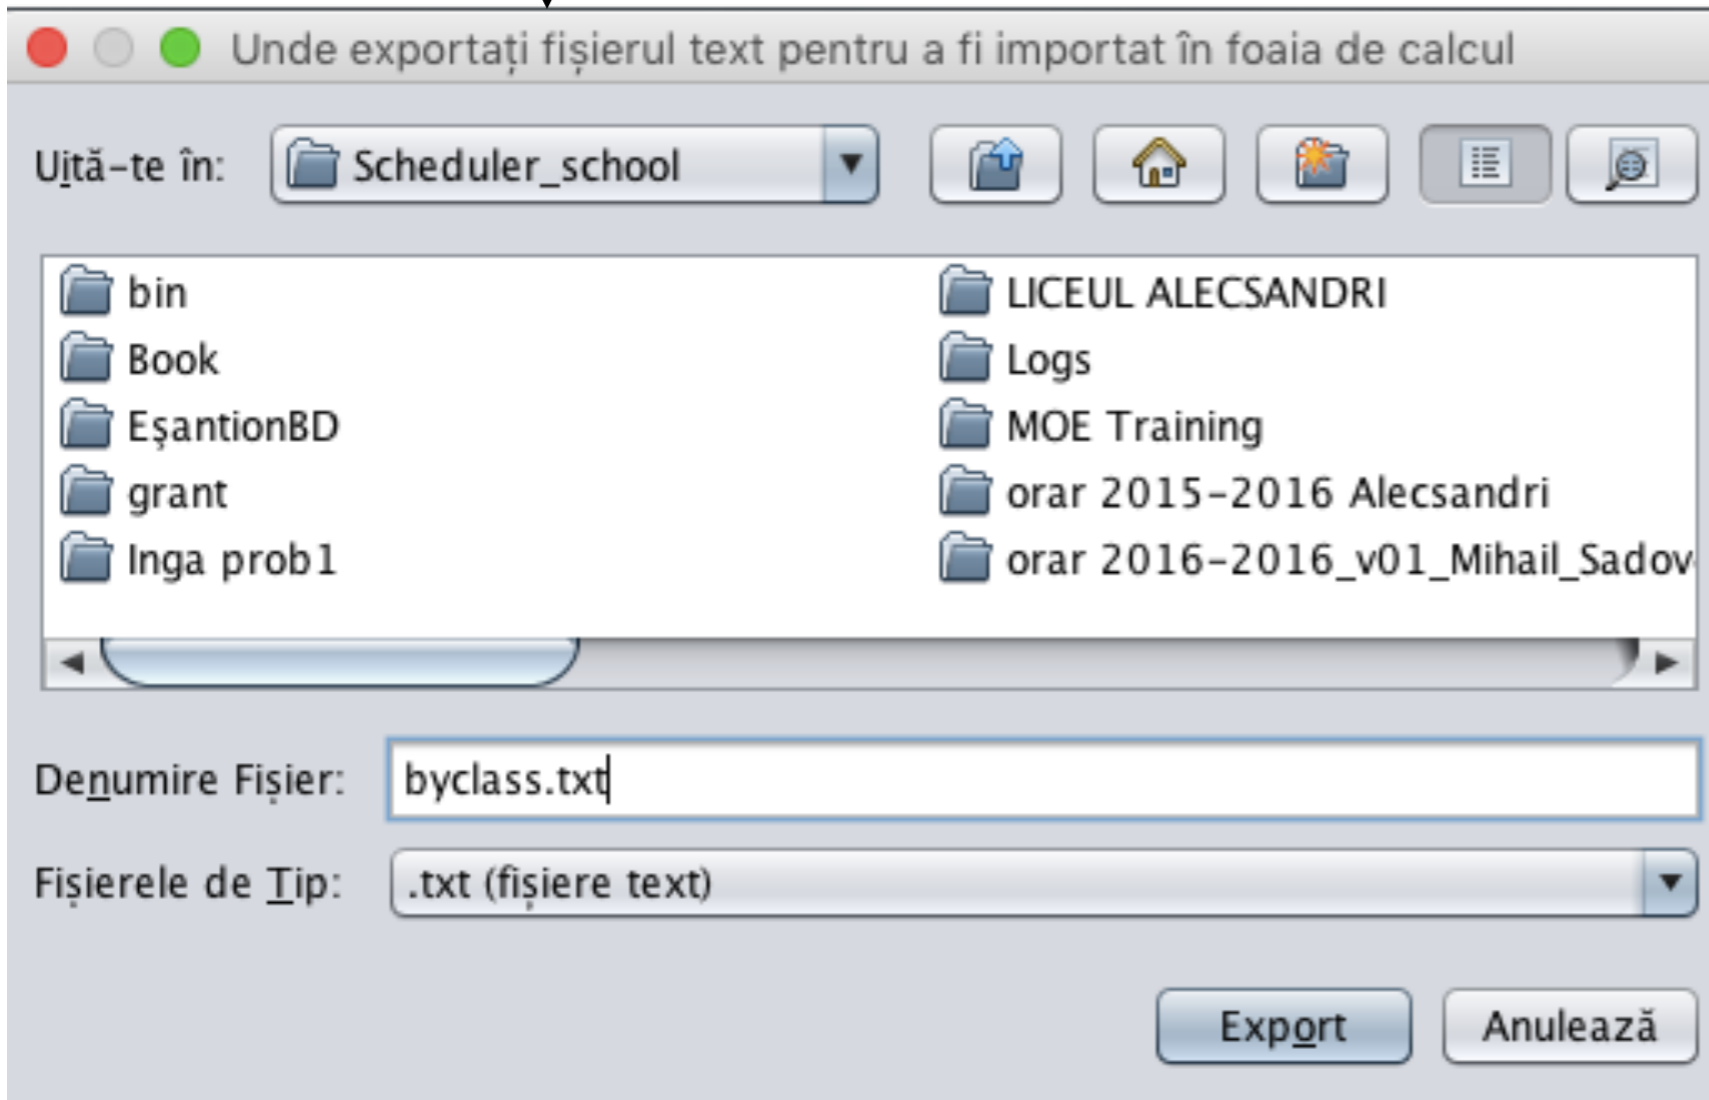 Unde exportați fișierul text pentru a fi importat în foaia de calcul
Uită-te în: Scheduler_school
bin
Book
EșantionBD
grant
Inga prob1
LICEUL ALECSANDRI
Logs
MOE Training
orar 2015-2016 Alecsandri
orar 2016-2016_v01_Mihail_Sadov
Denumire Fișier: byclass.txt
Fișierele de Tip: .txt (fișiere text)
Export Anulează